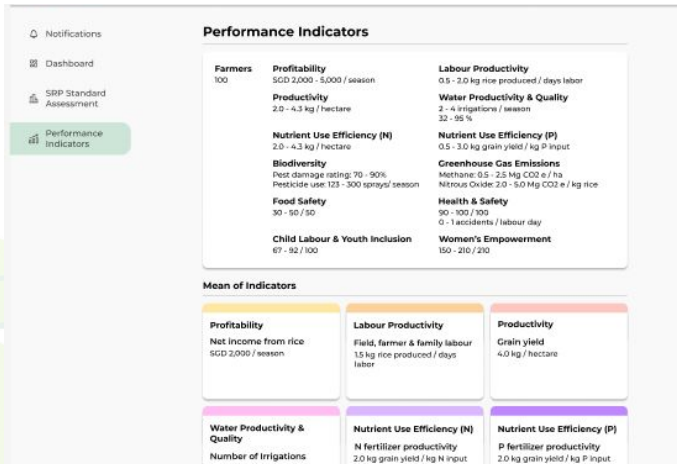 Notifications
Dashboard
SRP Standard
Assessment
Performance
Indicators
Performance Indicators
Farmers
100
Profitability
SGD 2,000 - 5,000 / season
Labour Productivity
0.5 - 2.0 kg rice produced / days labor
Productivity
2.0 - 4.3 kg / hectare
Water Productivity & Quality
2 - 4 irrigations / season
32 - 95 %
Nutrient Use Efficiency (N)
2.0 - 4.3 kg / hectare
Nutrient Use Efficiency (P)
0.5 - 3.0 kg grain yield / kg P input
Biodiversity
Pest damage rating: 70 - 90%
Pesticide use: 123 - 300 sprays/ season
Greenhouse Gas Emissions
Methane: 0.5 - 2.5 Mg CO2 e / ha
Nitrous Oxide: 2.0 - 5.0 Mg CO2 e / kg rice
Food Safety
30 - 50 / 50
Health & Safety
90 - 100 / 100
0 - 1 accidents / labour day
Child Labour & Youth Inclusion
67 - 92 / 100
Women's Empowerment
150 - 210 / 210
Mean of Indicators
Profitability
Net income from rice
SGD 2,000 / season
Labour Productivity
Field, farmer & family labour
1.5 kg rice produced / days
labor
Productivity
Grain yield
4.0 kg / hectare
Water Productivity &
Quality
Number of Irrigations
Nutrient Use Efficiency (N)
N fertilizer productivity
2.0 kg grain yield / kg N input
Nutrient Use Efficiency (P)
P fertilizer productivity
2.0 kg grain yield / kg P input